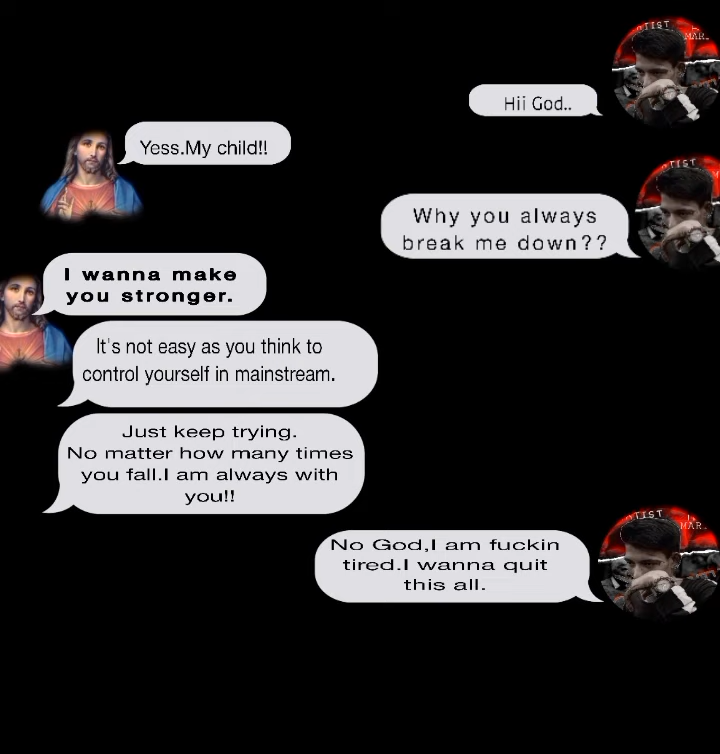 Hii God..
Yess.My child!!
Why you always
break me down??
I wanna make
you stronger.
It's not easy as you think to
control yourself in mainstream.
Just keep trying.
No matter how many times
you fall.I am always with
you!!
No God,I am fuckin
tired.I wanna quit
this all.